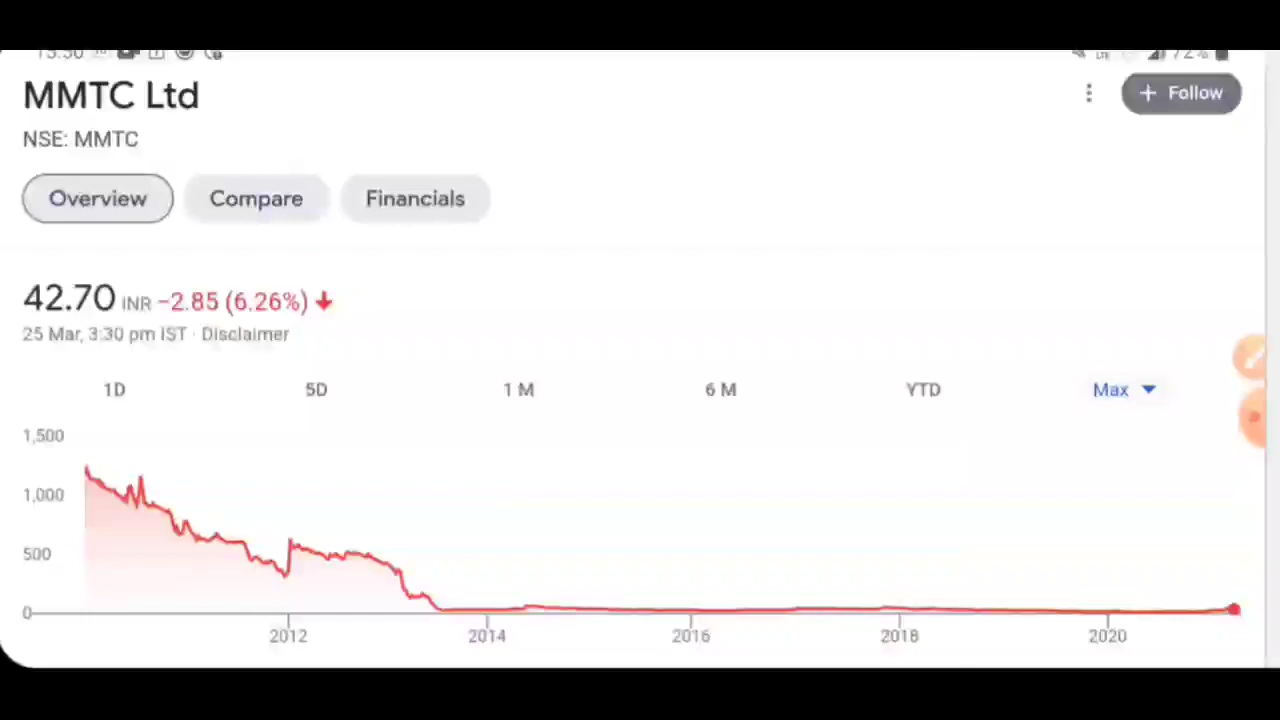 MMTC Ltd
+ Follow
NSE: MMTC
Overview Compare Financials
42.70 INR −2.85 (6.26%)
25 Mar, 3:30 pm IST · Disclaimer
1D 5D 1 M 6 M YTD Max
1,500
1,000
500
0
2012 2014 2016 2018 2020